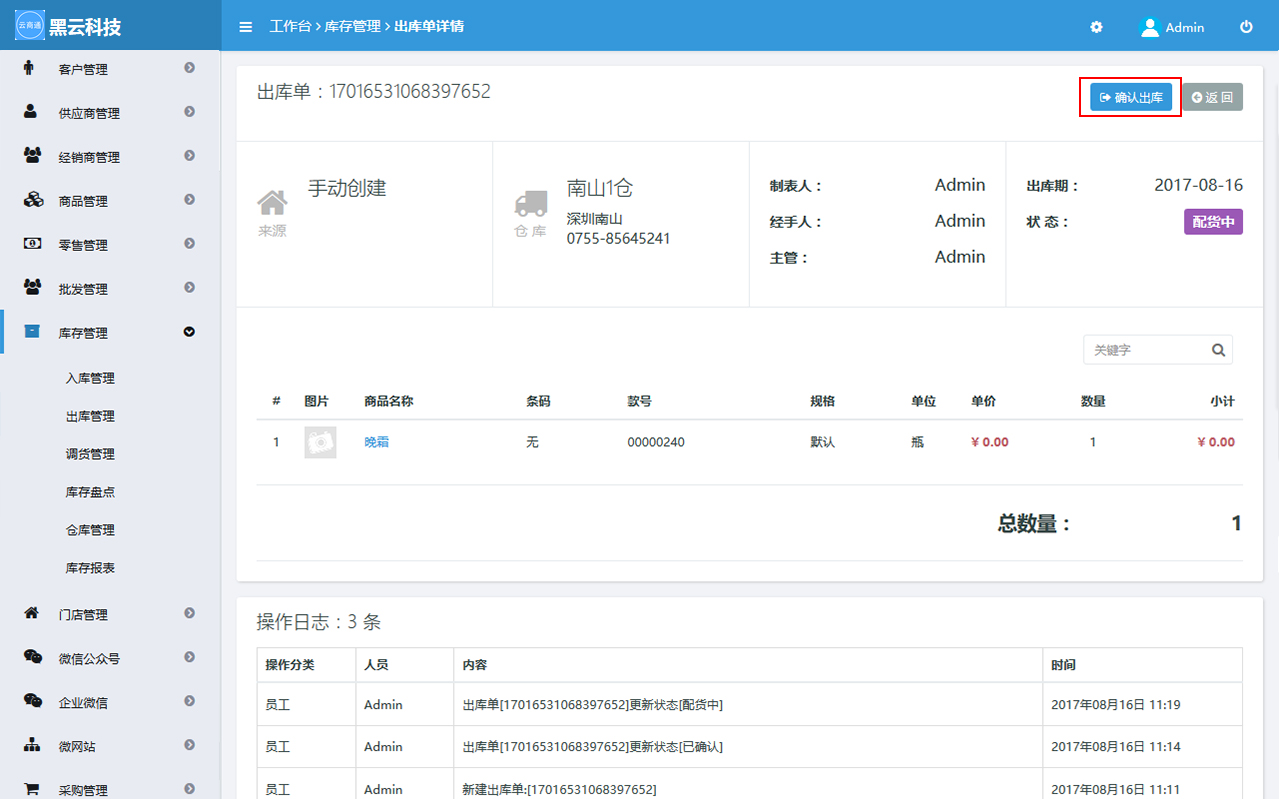 云商通 黑云科技
工作台 > 库存管理 > 出库单详情
Admin
客户管理
供应商管理
经销商管理
商品管理
零售管理
批发管理
库存管理
入库管理
出库管理
调货管理
库存盘点
仓库管理
库存报表
门店管理
微信公众号
企业微信
微网站
采购管理
出库单：17016531068397652
确认出库
返 回
手动创建
来源
南山1仓
深圳南山
0755-85645241
仓 库
制表人： Admin
经手人： Admin
主管： Admin
出库期： 2017-08-16
状 态： 配货中
关键字
# 图片 商品名称 条码 款号 规格 单位 单价 数量 小计
1 晚霜 无 00000240 默认 瓶 ¥ 0.00 1 ¥ 0.00
总数量： 1
操作日志：3 条
操作分类 人员 内容 时间
员工 Admin 出库单[17016531068397652]更新状态[配货中] 2017年08月16日 11:19
员工 Admin 出库单[17016531068397652]更新状态[已确认] 2017年08月16日 11:14
员工 Admin 新建出库单:[17016531068397652] 2017年08月16日 11:11